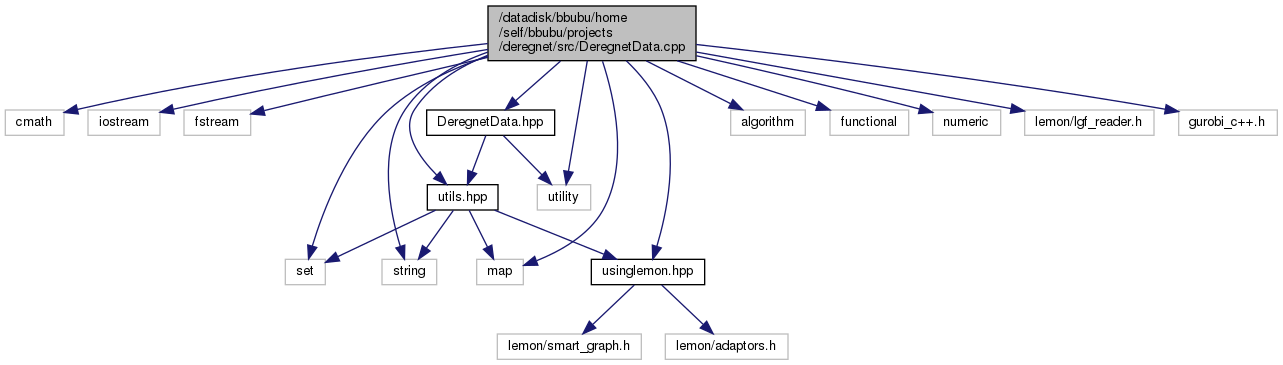 /datadisk/bbubu/home
/self/bbubu/projects
/deregnet/src/DeregnetData.cpp
cmath
iostream
fstream
DeregnetData.hpp
algorithm
functional
numeric
lemon/lgf_reader.h
gurobi_c++.h
utils.hpp
utility
set
string
map
usinglemon.hpp
lemon/smart_graph.h
lemon/adaptors.h